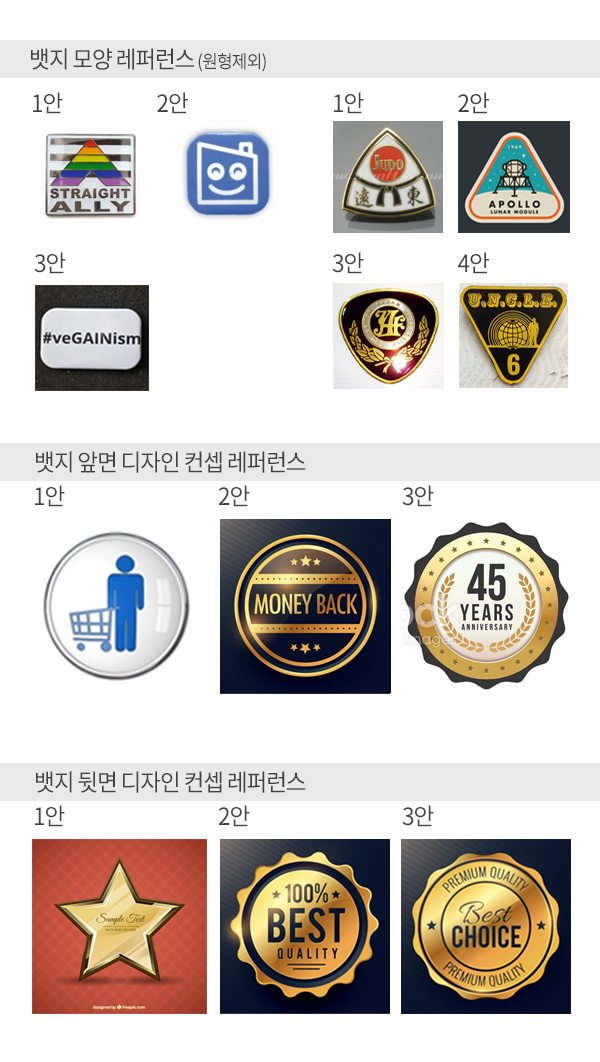 뱃지 모양 레퍼런스 (원형제외)
1안
2안
1안
2안
STRAIGHT
ALLY
Judo
遠
東
1969
APOLLO
LUNAR MODULE
3안
3안
4안
#veGAINism
JAPAN
U.N.C.L.E.
6
뱃지 앞면 디자인 컨셉 레퍼런스
1안
2안
3안
MONEY BACK
45
YEARS
ANNIVERSARY
뱃지 뒷면 디자인 컨셉 레퍼런스
1안
2안
3안
Sample Text
designed by freepik.com
100%
BEST
QUALITY
PREMIUM QUALITY
Best
CHOICE
PREMIUM QUALITY